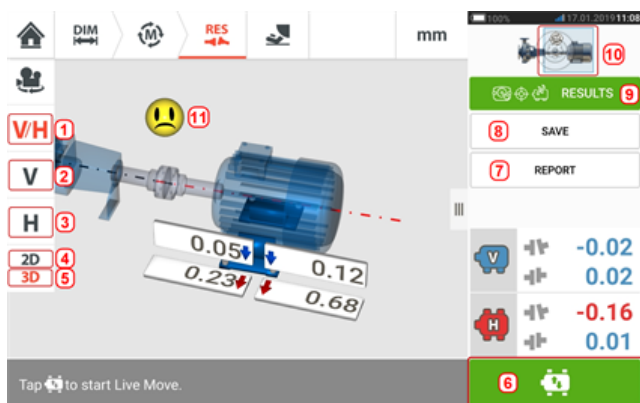 DIM
M
RES
mm
100%
17.01.2019 11:08
10
RESULTS 9
8 SAVE
7 REPORT
V/H 1
11
V 2
H 3
2D 4
3D 5
0.05
0.12
0.23
0.68
V -0.02
0.02
H -0.16
0.01
Tap to start Live Move.
6